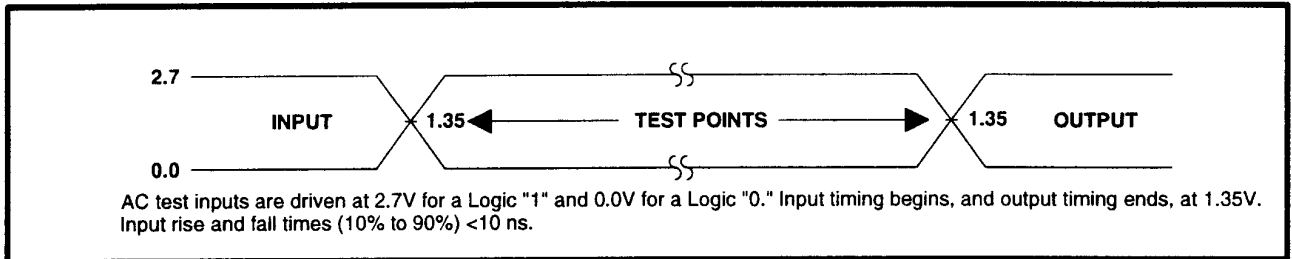 2.7
INPUT 1.35 TEST POINTS 1.35 OUTPUT
0.0
AC test inputs are driven at 2.7V for a Logic "1" and 0.0V for a Logic "0." Input timing begins, and output timing ends, at 1.35V.
Input rise and fall times (10% to 90%) <10 ns.